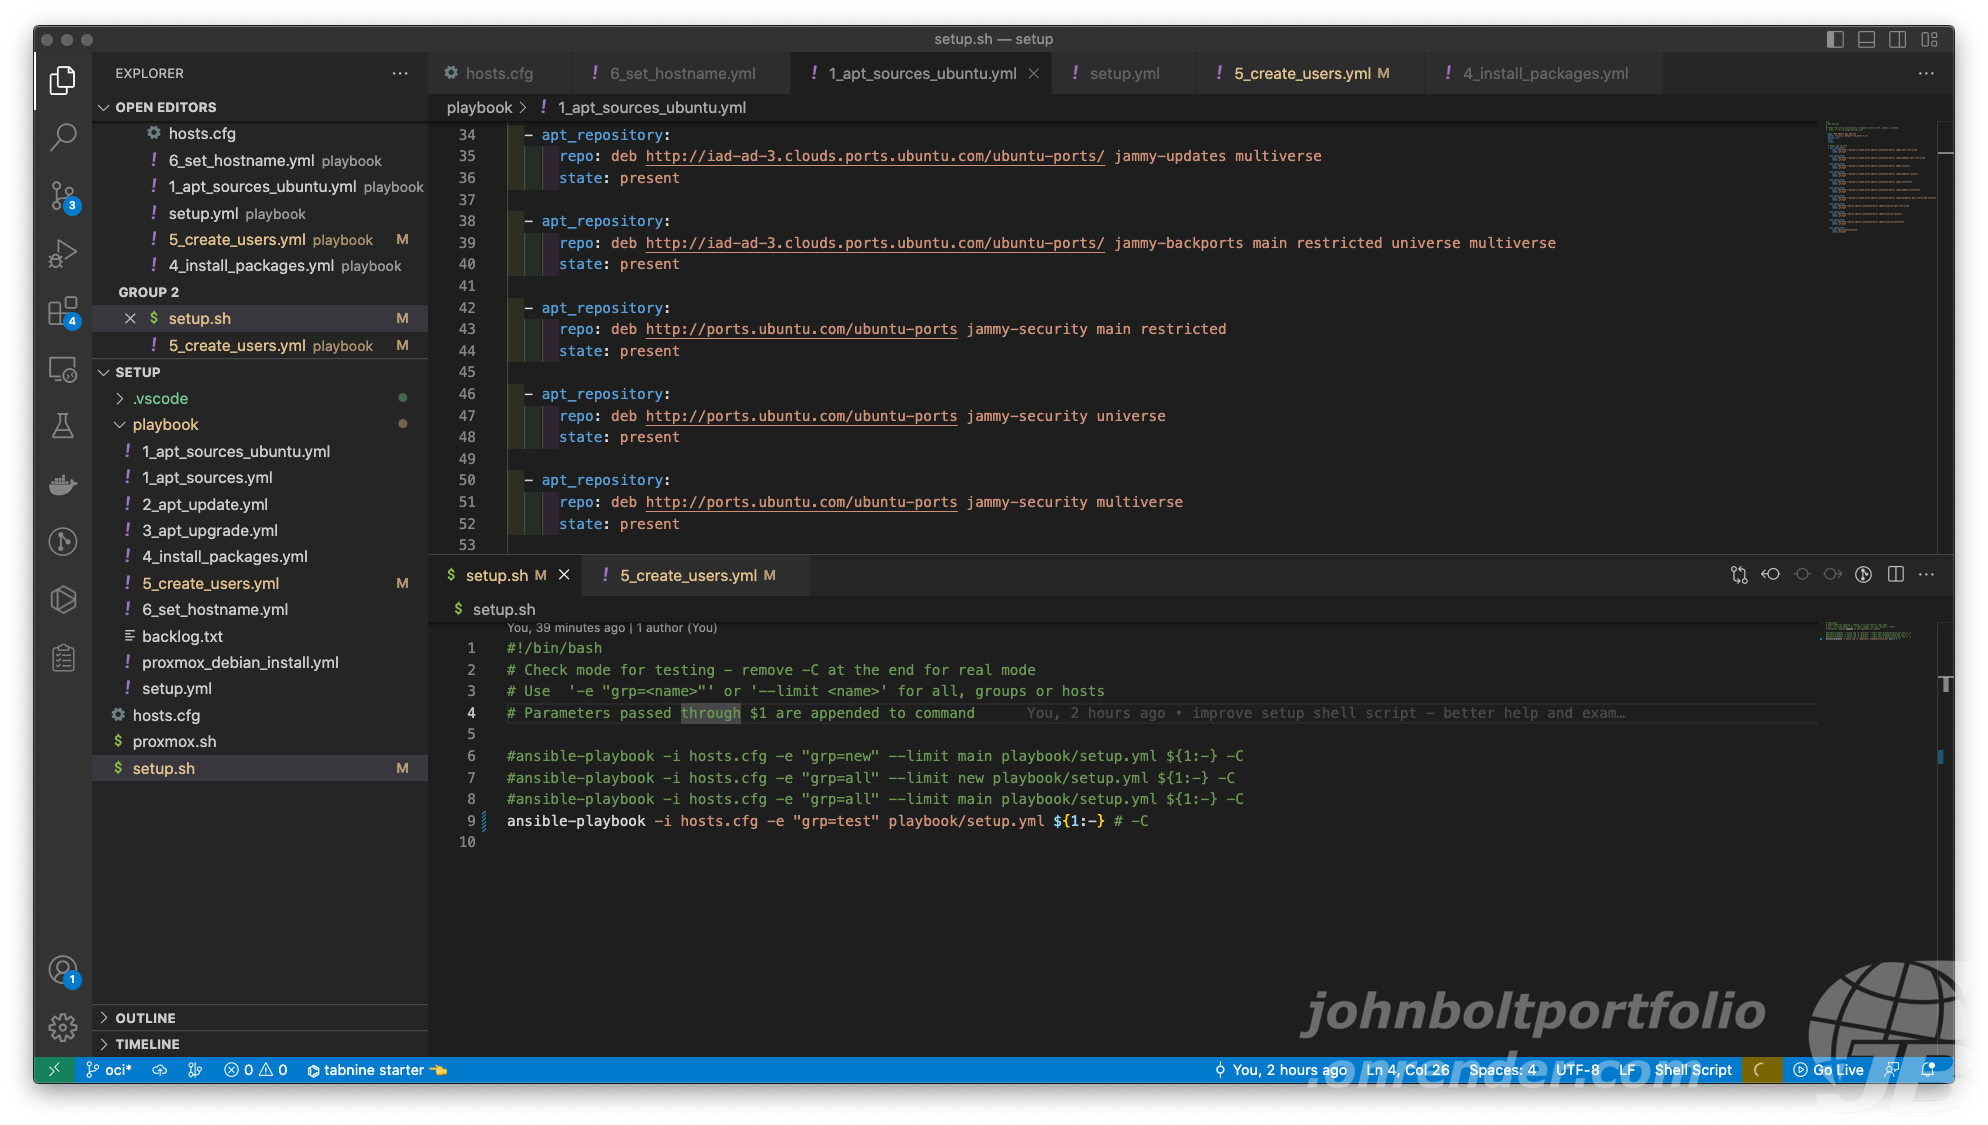 setup.sh — setup
EXPLORER
OPEN EDITORS
hosts.cfg
6_set_hostname.yml playbook
1_apt_sources_ubuntu.yml playbook
setup.yml playbook
5_create_users.yml playbook M
4_install_packages.yml playbook
GROUP 2
setup.sh M
5_create_users.yml playbook M
SETUP
.vscode
playbook
1_apt_sources_ubuntu.yml
1_apt_sources.yml
2_apt_update.yml
3_apt_upgrade.yml
4_install_packages.yml
5_create_users.yml M
6_set_hostname.yml
backlog.txt
proxmox_debian_install.yml
setup.yml
hosts.cfg
proxmox.sh
setup.sh M
OUTLINE
TIMELINE
3
4
1
hosts.cfg 6_set_hostname.yml 1_apt_sources_ubuntu.yml setup.yml 5_create_users.yml M 4_install_packages.yml
playbook > 1_apt_sources_ubuntu.yml
34 - apt_repository:
35 repo: deb http://iad-ad-3.clouds.ports.ubuntu.com/ubuntu-ports/ jammy-updates multiverse
36 state: present
37
38 - apt_repository:
39 repo: deb http://iad-ad-3.clouds.ports.ubuntu.com/ubuntu-ports/ jammy-backports main restricted universe multiverse
40 state: present
41
42 - apt_repository:
43 repo: deb http://ports.ubuntu.com/ubuntu-ports jammy-security main restricted
44 state: present
45
46 - apt_repository:
47 repo: deb http://ports.ubuntu.com/ubuntu-ports jammy-security universe
48 state: present
49
50 - apt_repository:
51 repo: deb http://ports.ubuntu.com/ubuntu-ports jammy-security multiverse
52 state: present
53
setup.sh M 5_create_users.yml M
$ setup.sh
You, 39 minutes ago | 1 author (You)
1 #!/bin/bash
2 # Check mode for testing - remove -C at the end for real mode
3 # Use  '-e "grp=<name>"' or '--limit <name>' for all, groups or hosts
4 # Parameters passed through $1 are appended to command You, 2 hours ago • improve setup shell script - better help and exam…
5
6 #ansible-playbook -i hosts.cfg -e "grp=new" --limit main playbook/setup.yml ${1:-} -C
7 #ansible-playbook -i hosts.cfg -e "grp=all" --limit new playbook/setup.yml ${1:-} -C
8 #ansible-playbook -i hosts.cfg -e "grp=all" --limit main playbook/setup.yml ${1:-} -C
9 ansible-playbook -i hosts.cfg -e "grp=test" playbook/setup.yml ${1:-} # -C
10
johnboltportfolio
.onrender.com
JB
oci* 0 0 tabnine starter You, 2 hours ago Ln 4, Col 26 Spaces: 4 UTF-8 LF Shell Script Go Live